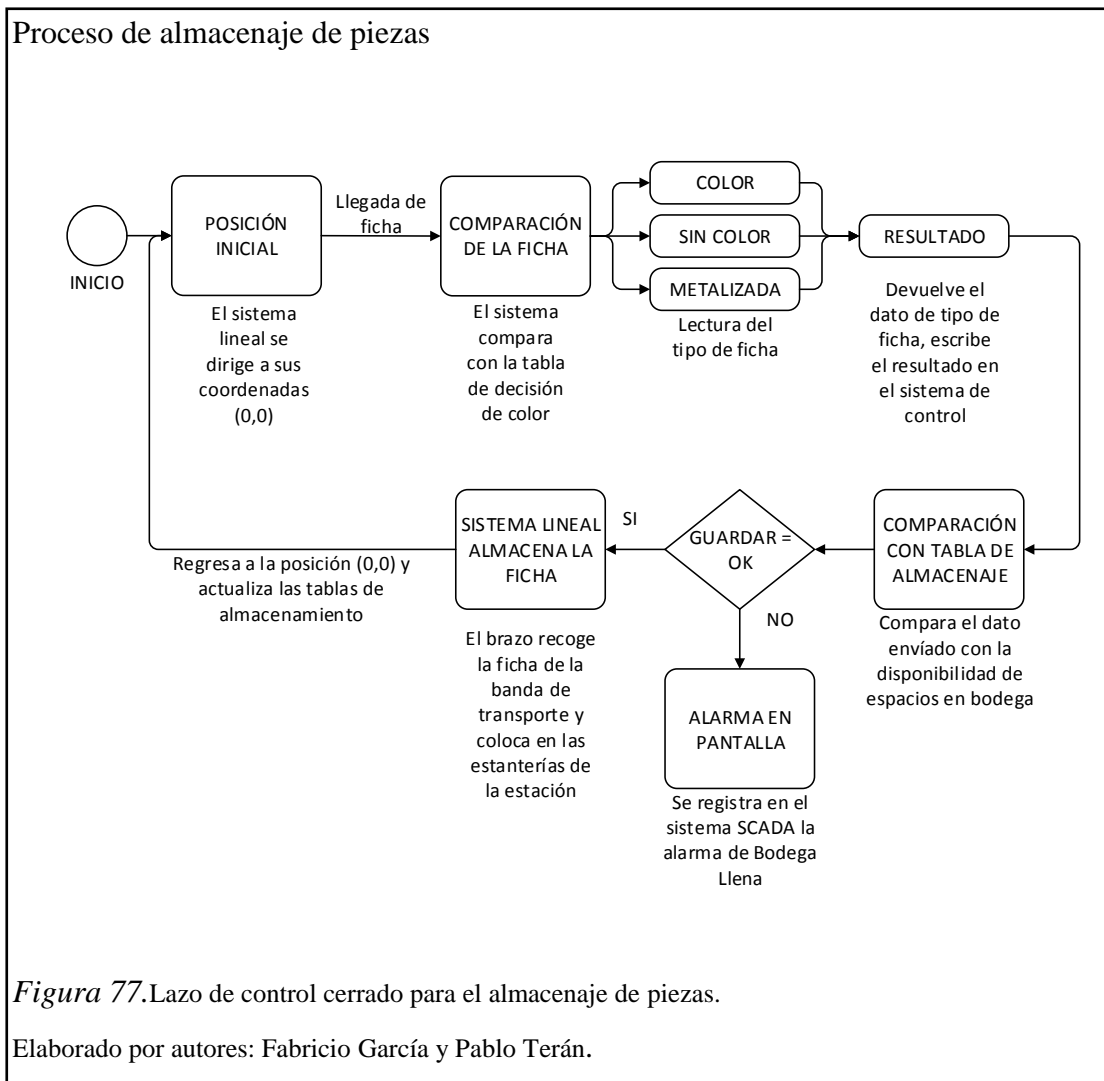 Proceso de almacenaje de piezas
INICIO
POSICIÓN
INICIAL
El sistema
lineal se
dirige a sus
coordenadas
(0,0)
Llegada de
ficha
COMPARACIÓN
DE LA FICHA
El sistema
compara
con la tabla
de decisión
de color
COLOR
SIN COLOR
METALIZADA
Lectura del
tipo de ficha
RESULTADO
Devuelve el
dato de tipo de
ficha, escribe
el resultado en
el sistema de
control
COMPARACIÓN
CON TABLA DE
ALMACENAJE
Compara el dato
envíado con la
disponibilidad de
espacios en bodega
GUARDAR =
OK
SI
NO
SISTEMA LINEAL
ALMACENA LA
FICHA
El brazo recoge
la ficha de la
banda de
transporte y
coloca en las
estanterías de
la estación
Regresa a la posición (0,0) y
actualiza las tablas de
almacenamiento
ALARMA EN
PANTALLA
Se registra en el
sistema SCADA la
alarma de Bodega
Llena
Figura 77.Lazo de control cerrado para el almacenaje de piezas.
Elaborado por autores: Fabricio García y Pablo Terán.